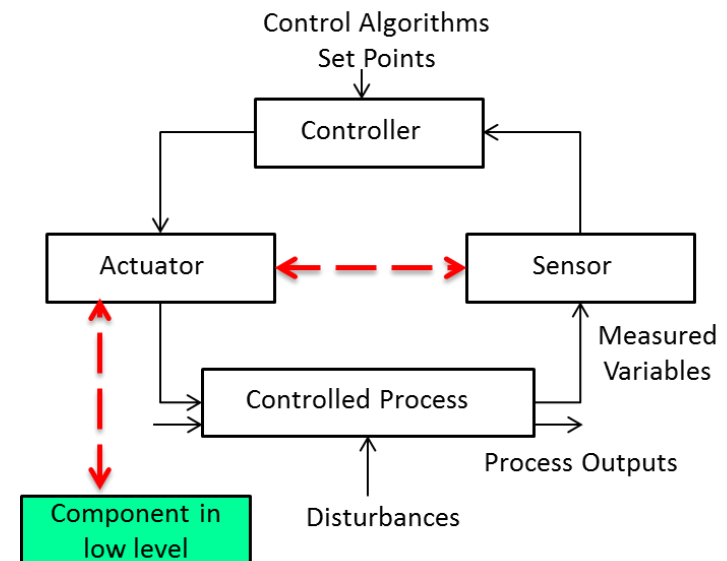 Control Algorithms
Set Points
Controller
Actuator
Sensor
Measured
Variables
Controlled Process
Process Outputs
Component in
low level
Disturbances